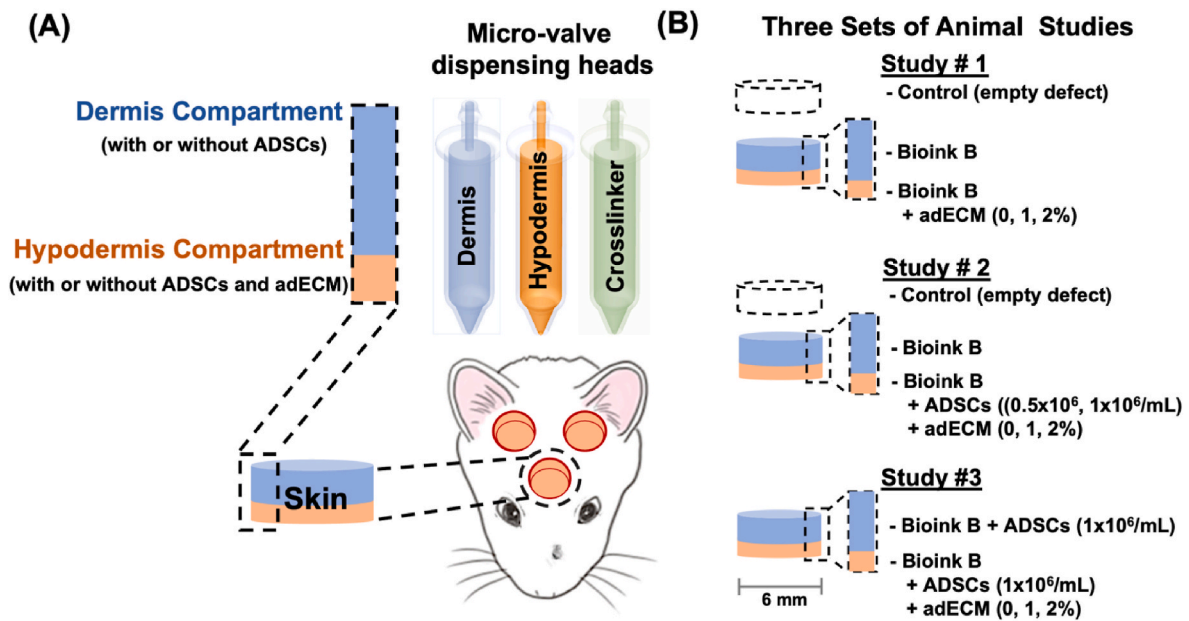 (A)
Micro-valve
dispensing heads
Dermis Compartment
(with or without ADSCs)
Hypodermis Compartment
(with or without ADSCs and adECM)
Dermis
Hypodermis
Crosslinker
Skin
(B)
Three Sets of Animal Studies
Study # 1
- Control (empty defect)
- Bioink B
- Bioink B
+ adECM (0, 1, 2%)
Study # 2
- Control (empty defect)
- Bioink B
- Bioink B
+ ADSCs ((0.5x10⁶, 1x10⁶/mL)
+ adECM (0, 1, 2%)
Study #3
- Bioink B + ADSCs (1x10⁶/mL)
- Bioink B
+ ADSCs (1x10⁶/mL)
+ adECM (0, 1, 2%)
6 mm